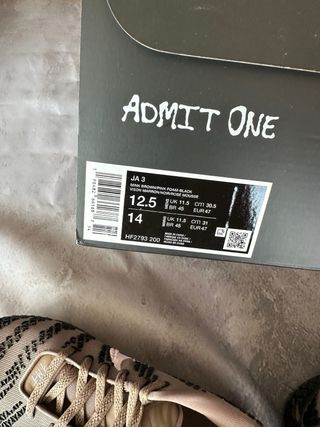 ADMIT ONE
JA 3
MINK BROWN/PINK FOAM-BLACK
VISON MARRON/NOIR/ROSE MOUSSE
12.5
UK 11.5
CM 30.5
BR 45
EUR 47
14
UK 11.5
CM 31
BR 45
EUR 47
HF2793 200